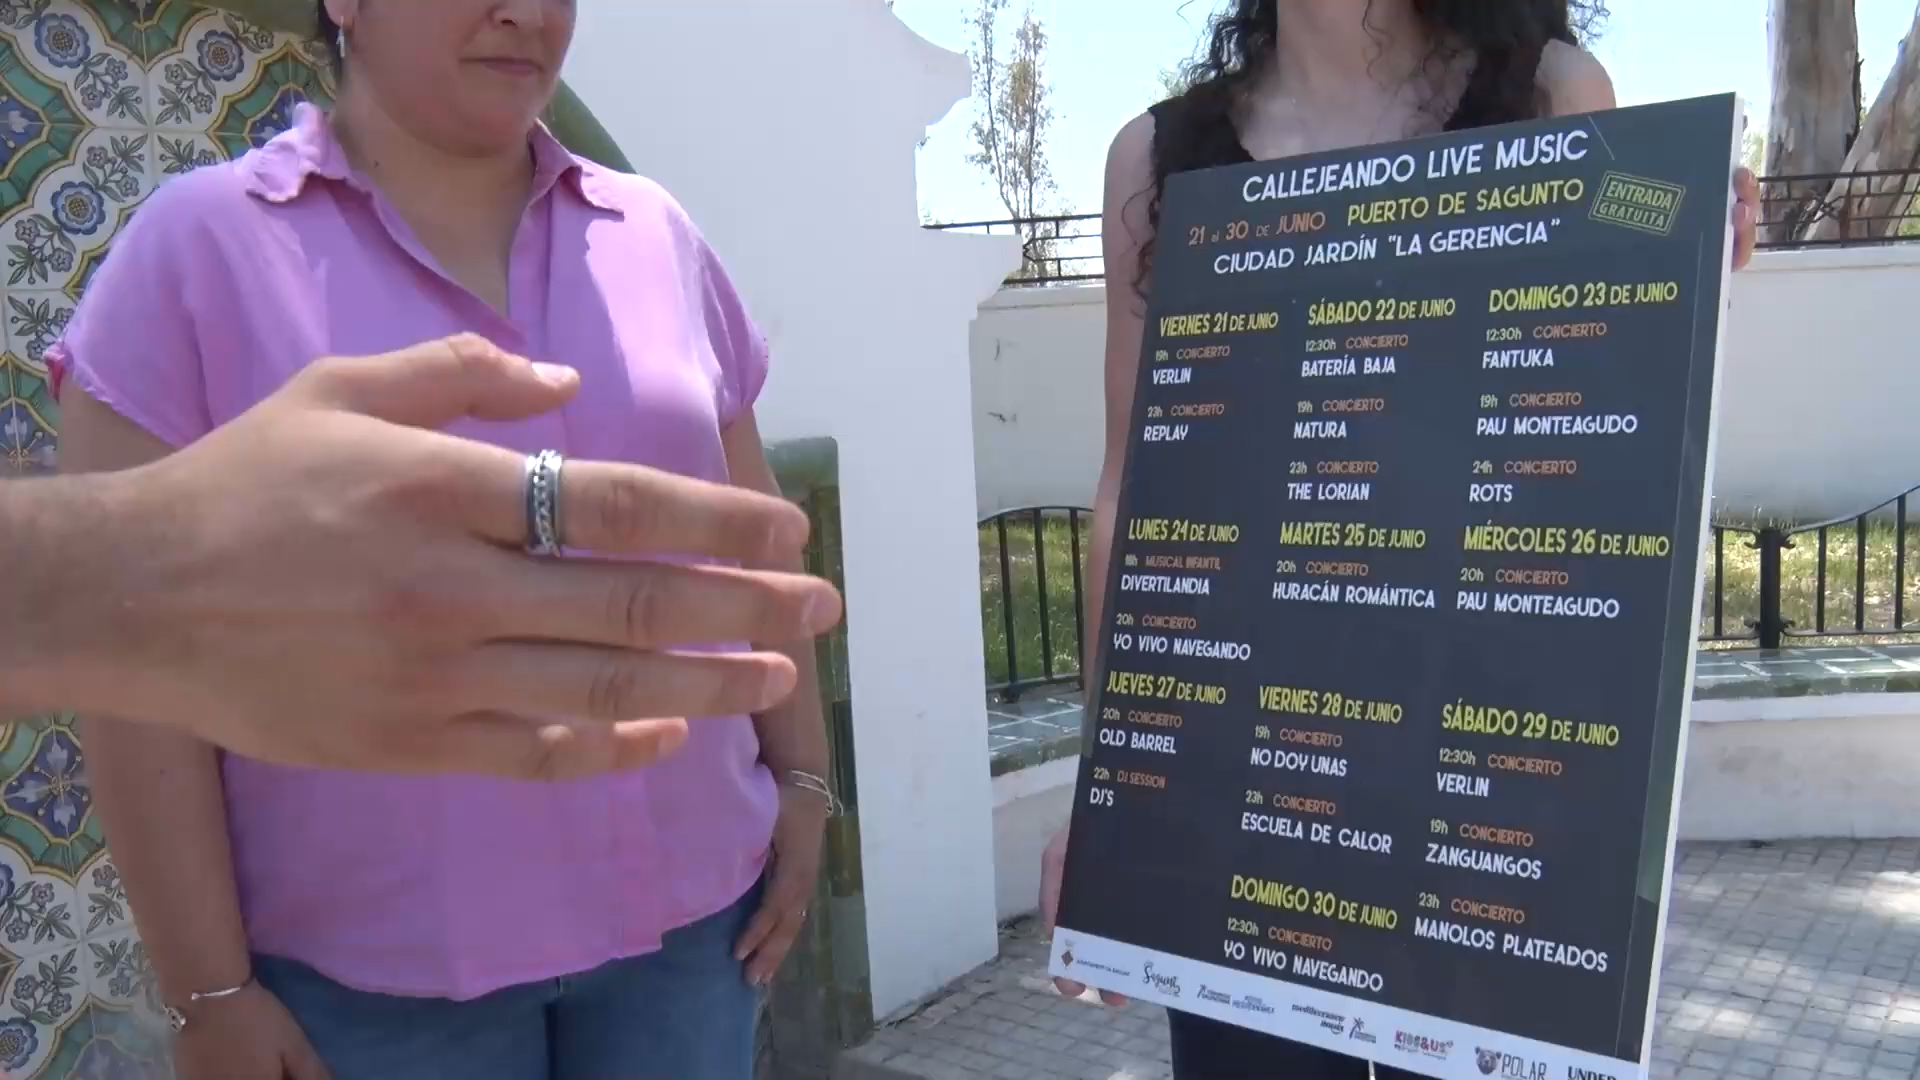 CALLEJEANDO LIVE MUSIC
21 al 30 DE JUNIO PUERTO DE SAGUNTO
CIUDAD JARDÍN "LA GERENCIA"
ENTRADA
GRATUITA
VIERNES 21 DE JUNIO
19h CONCIERTO
VERLIN
23h CONCIERTO
REPLAY
SÁBADO 22 DE JUNIO
12:30h CONCIERTO
BATERÍA BAJA
19h CONCIERTO
NATURA
23h CONCIERTO
THE LORIAN
DOMINGO 23 DE JUNIO
12:30h CONCIERTO
FANTUKA
19h CONCIERTO
PAU MONTEAGUDO
24h CONCIERTO
ROTS
LUNES 24 DE JUNIO
18h MUSICAL INFANTIL
DIVERTILANDIA
20h CONCIERTO
YO VIVO NAVEGANDO
MARTES 25 DE JUNIO
20h CONCIERTO
HURACÁN ROMÁNTICA
MIÉRCOLES 26 DE JUNIO
20h CONCIERTO
PAU MONTEAGUDO
JUEVES 27 DE JUNIO
20h CONCIERTO
OLD BARREL
22h DJ SESSION
DJ'S
VIERNES 28 DE JUNIO
19h CONCIERTO
NO DOY UNAS
23h CONCIERTO
ESCUELA DE CALOR
SÁBADO 29 DE JUNIO
12:30h CONCIERTO
VERLIN
19h CONCIERTO
ZANGUANGOS
23h CONCIERTO
MANOLOS PLATEADOS
DOMINGO 30 DE JUNIO
12:30h CONCIERTO
YO VIVO NAVEGANDO
Sagunt
KIDS&US
POLAR
UNDER